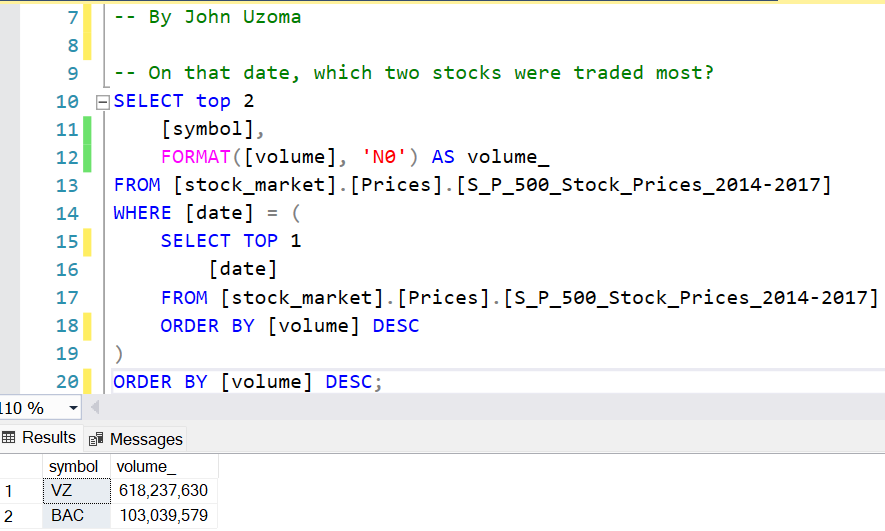 7 -- By John Uzoma
8
9 -- On that date, which two stocks were traded most?
10 SELECT top 2
11 [symbol],
12 FORMAT([volume], 'N0') AS volume_
13 FROM [stock_market].[Prices].[S_P_500_Stock_Prices_2014-2017]
14 WHERE [date] = (
15 SELECT TOP 1
16 [date]
17 FROM [stock_market].[Prices].[S_P_500_Stock_Prices_2014-2017]
18 ORDER BY [volume] DESC
19 )
20 ORDER BY [volume] DESC;
110 %
Results Messages
symbol volume_
1 VZ 618,237,630
2 BAC 103,039,579